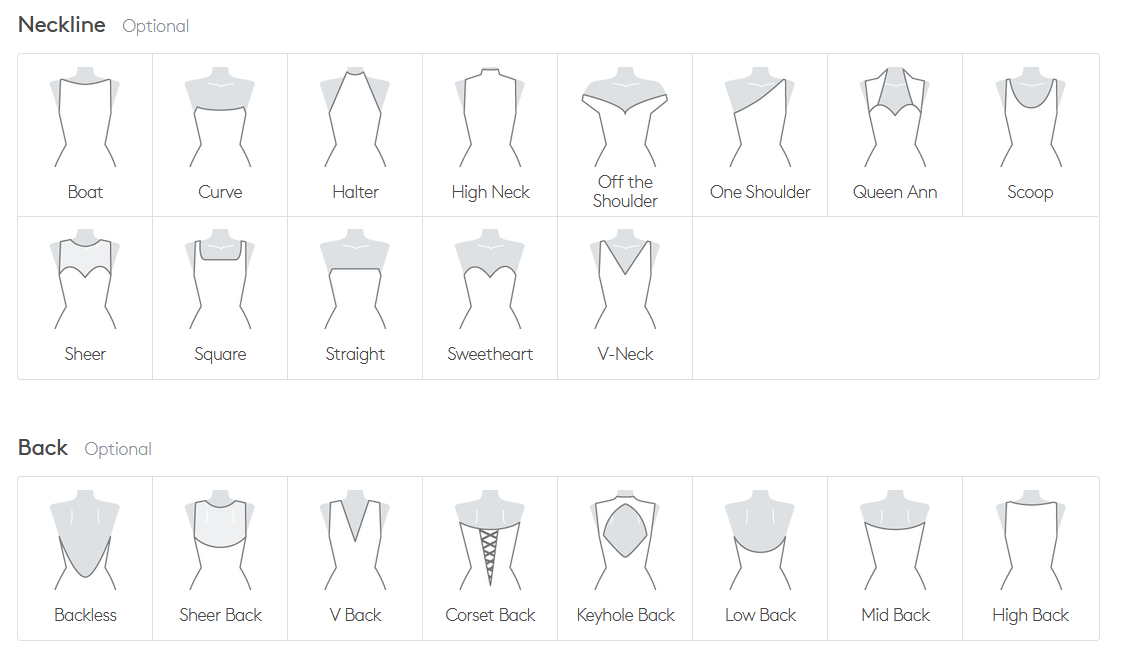 Neckline Optional
Boat
Curve
Halter
High Neck
Off the
Shoulder
One Shoulder
Queen Ann
Scoop
Sheer
Square
Straight
Sweetheart
V-Neck
Back Optional
Backless
Sheer Back
V Back
Corset Back
Keyhole Back
Low Back
Mid Back
High Back